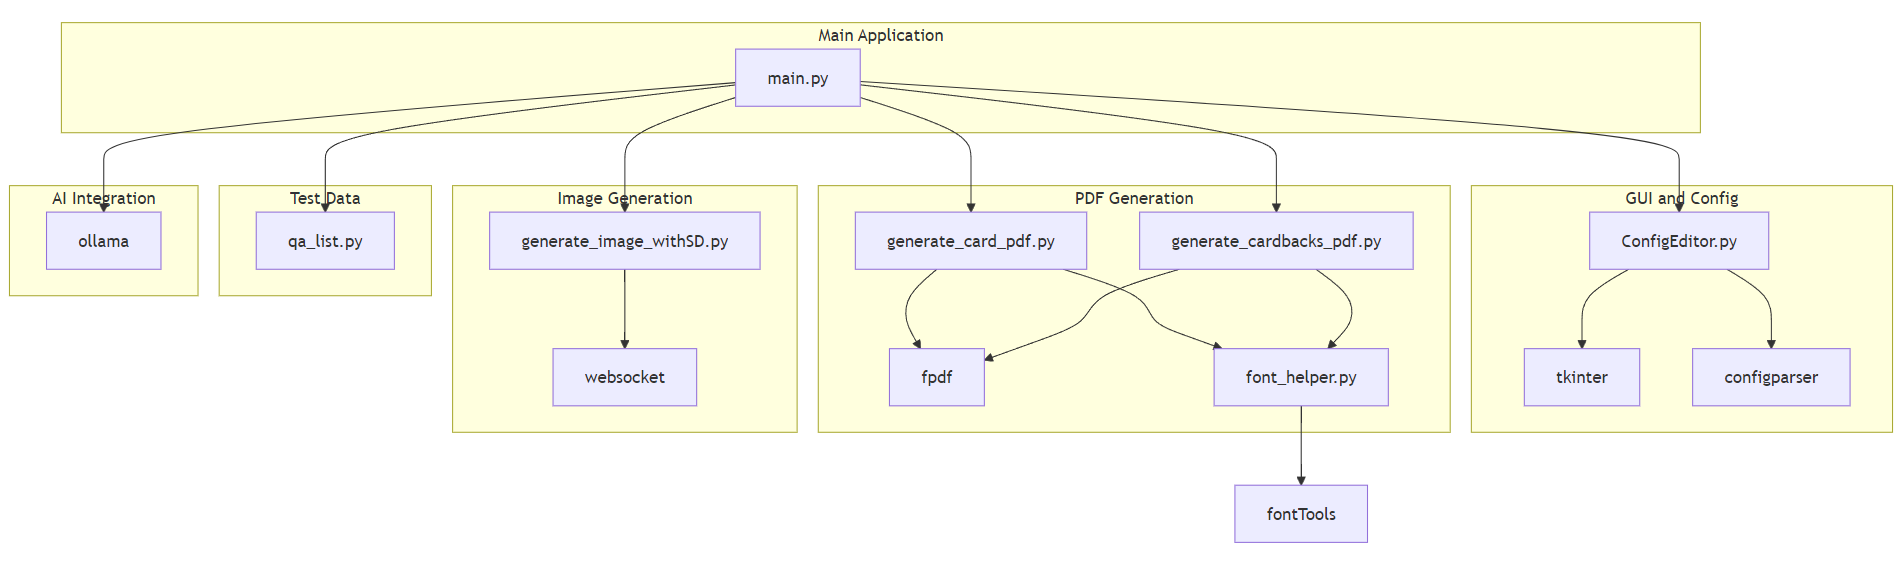 Main Application
main.py
AI Integration
ollama
Test Data
qa_list.py
Image Generation
generate_image_withSD.py
websocket
PDF Generation
generate_card_pdf.py
generate_cardbacks_pdf.py
fpdf
font_helper.py
fontTools
GUI and Config
ConfigEditor.py
tkinter
configparser